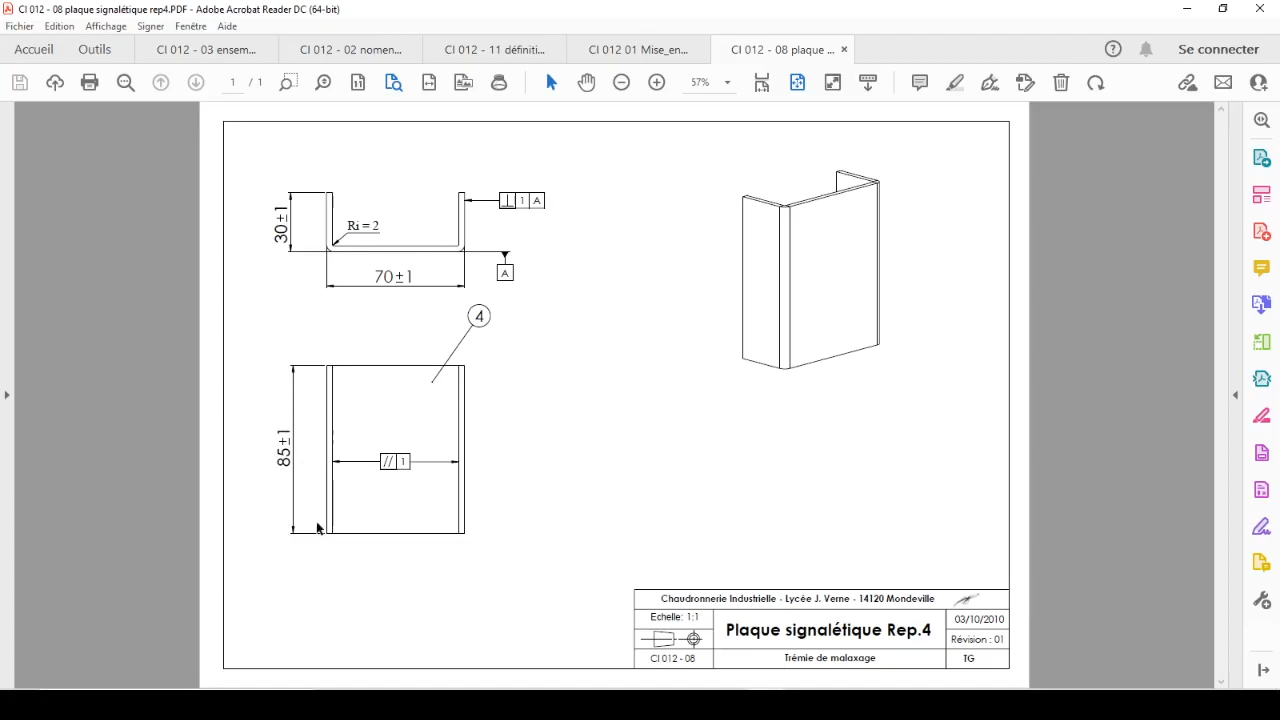 CI 012 - 08 plaque signalétique rep4.PDF - Adobe Acrobat Reader DC (64-bit)
Fichier Edition Affichage Signer Fenêtre Aide
Accueil Outils CI 012 - 03 ensem... CI 012 - 02 nomen... CI 012 - 11 définiti... CI 012 01 Mise_en... CI 012 - 08 plaque ... × Se connecter
1 / 1 57%
30±1
Ri = 2
⊥ 1 A
70±1
A
4
85±1
// 1
Chaudronnerie Industrielle - Lycée J. Verne - 14120 Mondeville
Echelle: 1:1
Plaque signalétique Rep.4
03/10/2010
Révision : 01
CI 012 - 08
Trémie de malaxage
TG